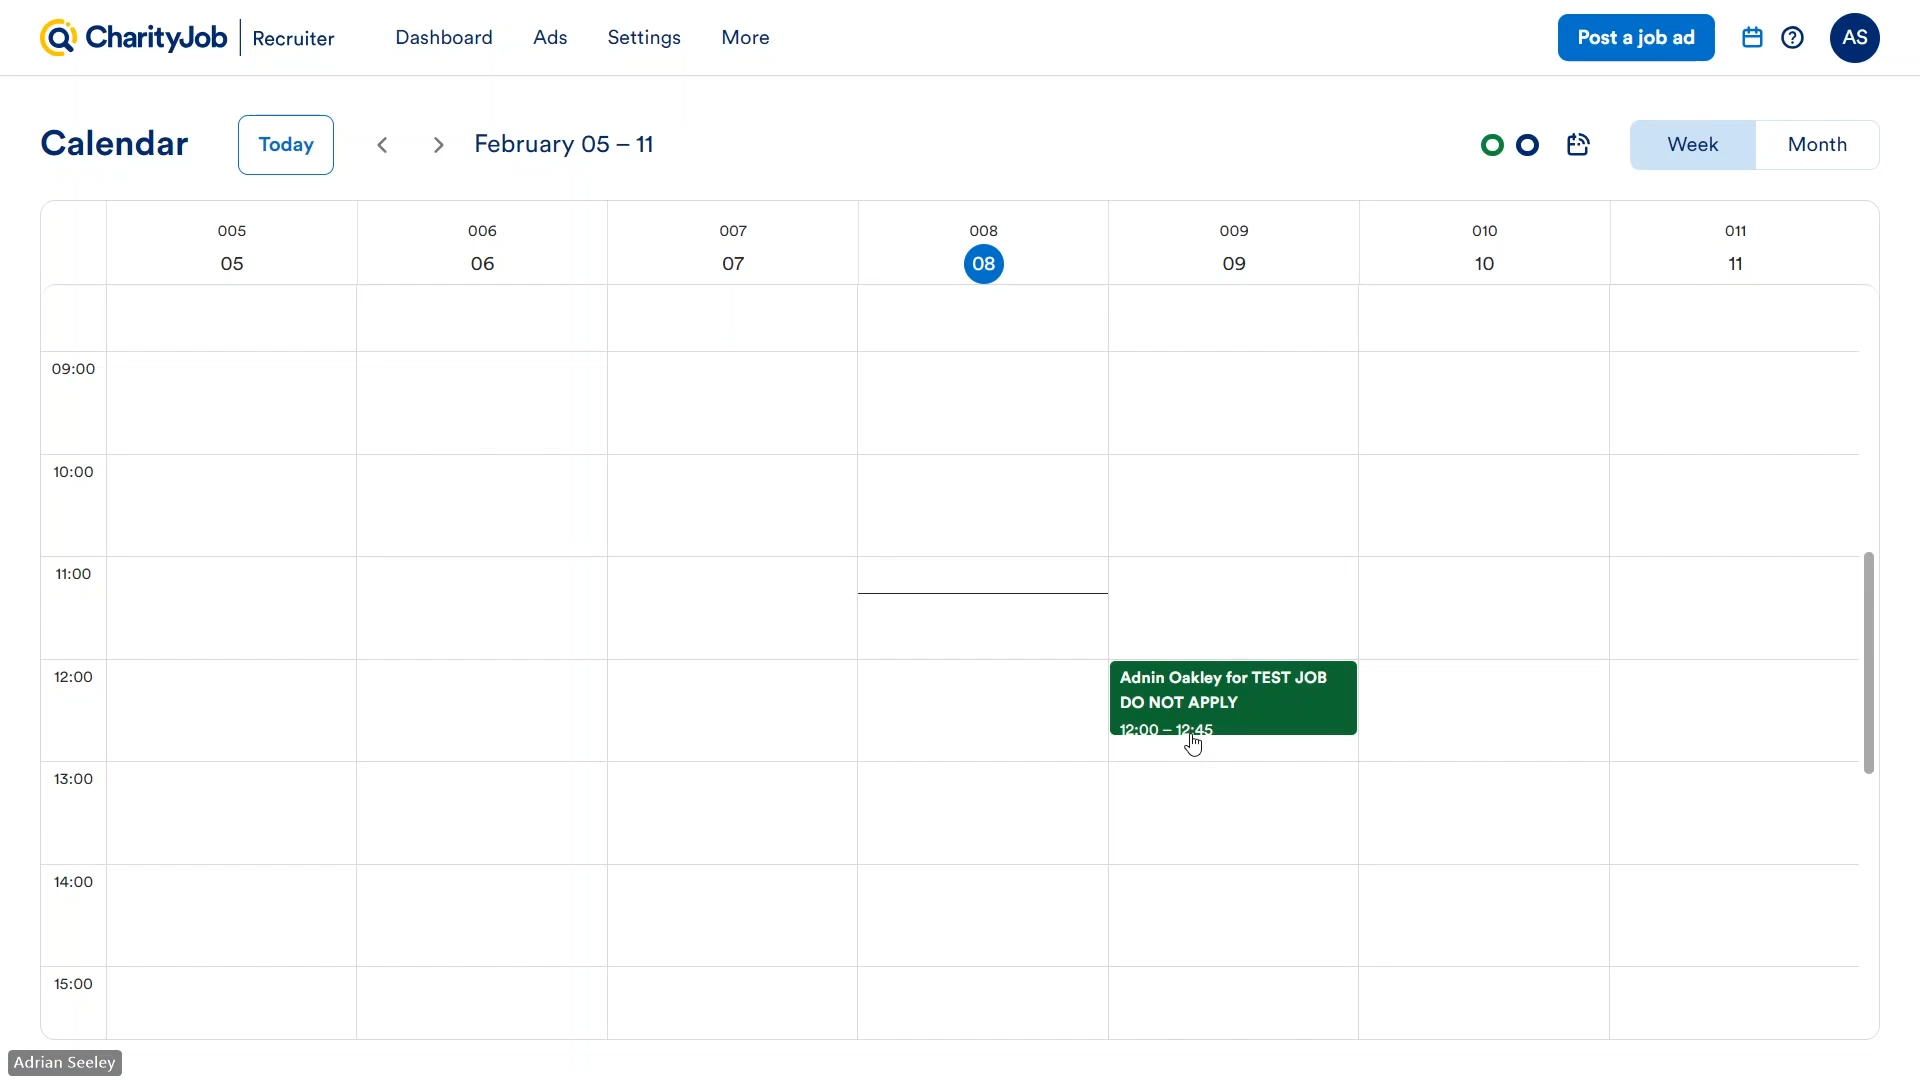 CharityJob Recruiter Dashboard Ads Settings More Post a job ad AS
Calendar Today February 05 – 11 Week Month
005 006 007 008 009 010 011
05 06 07 08 09 10 11
09:00
10:00
11:00
12:00
Adnin Oakley for TEST JOB
DO NOT APPLY
12:00 – 12:45
13:00
14:00
15:00
Adrian Seeley